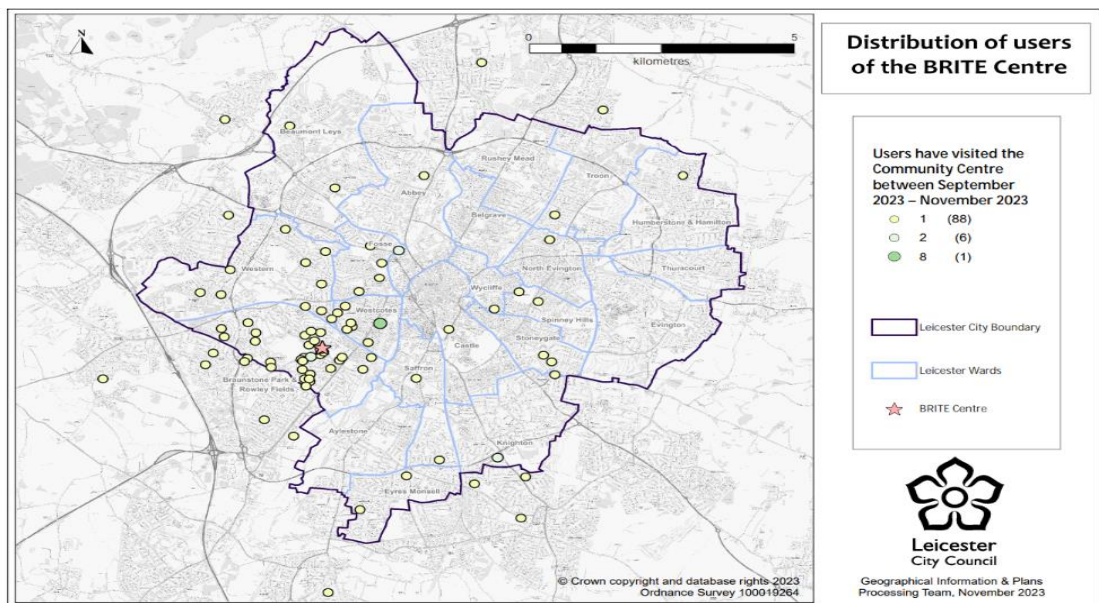 Distribution of users
of the BRITE Centre
N
0
5
kilometres
Beaumont Leys
Rushey Mead
Troon
Abbey
Belgrave
Humberstone & Hamilton
Fosse
Western
North Evington
Thurncourt
Wycliffe
Westcotes
Spinney Hills
Evington
Stoneygate
Castle
Saffron
Braunstone Park &
Rowley Fields
Aylestone
Knighton
Eyres Monsell
© Crown copyright and database rights 2023
Ordnance Survey 100019264
Users have visited the
Community Centre
between September
2023 – November 2023
1 (88)
2 (6)
8 (1)
Leicester City Boundary
Leicester Wards
BRITE Centre
Leicester
City Council
Geographical Information & Plans
Processing Team, November 2023